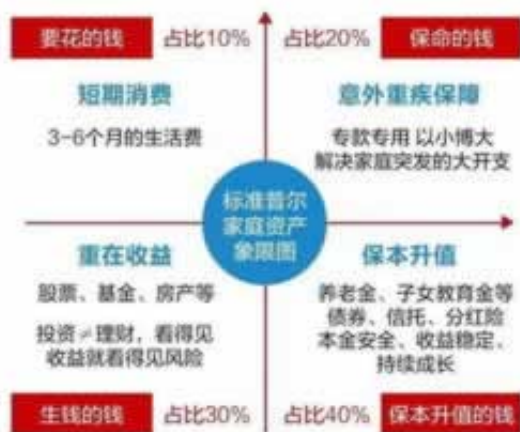 要花的钱 占比10%
占比20% 保命的钱
短期消费
3-6个月的生活费
意外重疾保障
专款专用 以小博大
解决家庭突发的大开支
标准普尔
家庭资产
象限图
重在收益
股票、基金、房产等
投资≠理财，看得见
收益就看得见风险
保本升值
养老金、子女教育金等
债券、信托、分红险
本金安全、收益稳定、
持续成长
生钱的钱 占比30%
占比40% 保本升值的钱